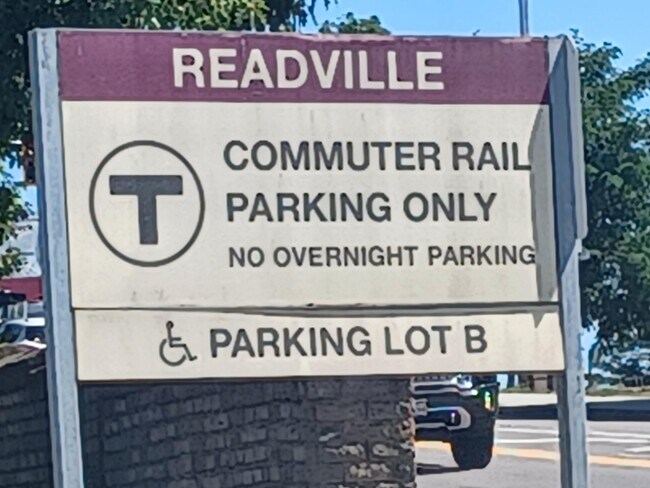 READVILLE
T
COMMUTER RAIL
PARKING ONLY
NO OVERNIGHT PARKING
PARKING LOT B